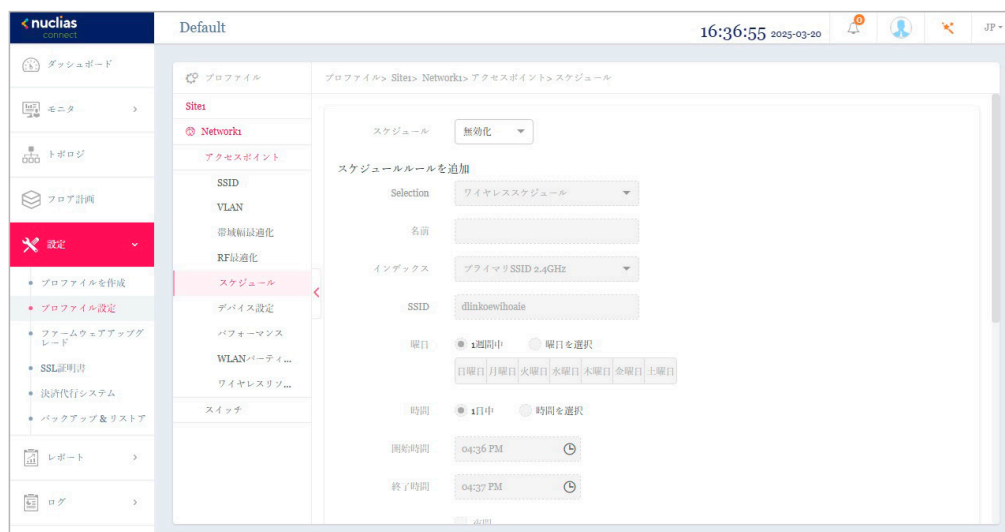 nuclias
connect
Default
16:36:55 2025-03-20
0
JP
ダッシュボード
モニタ
トポロジ
フロア計画
設定
プロファイルを作成
プロファイル設定
ファームウェアアップグ
レード
SSL証明書
決済代行システム
バックアップ & リストア
レポート
ログ
プロファイル
Site1
Network1
アクセスポイント
SSID
VLAN
帯域幅最適化
RF最適化
スケジュール
デバイス設定
パフォーマンス
WLANパーティ...
ワイヤレスリソ...
スイッチ
プロファイル> Site1> Network1> アクセスポイント> スケジュール
スケジュール 無効化
スケジュールルールを追加
Selection ワイヤレススケジュール
名前
インデックス プライマリSSID 2.4GHz
SSID dlinkoewihoaie
曜日 1週間中 曜日を選択
日曜日 月曜日 火曜日 水曜日 木曜日 金曜日 土曜日
時間 1日中 時間を選択
開始時間 04:36 PM
終了時間 04:37 PM